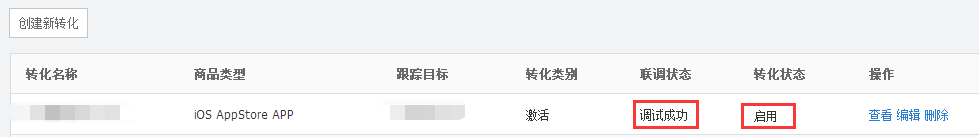 创建新转化
转化名称 商品类型 跟踪目标 转化类别 联调状态 转化状态 操作
iOS AppStore APP 激活 调试成功 启用 查看 编辑 删除